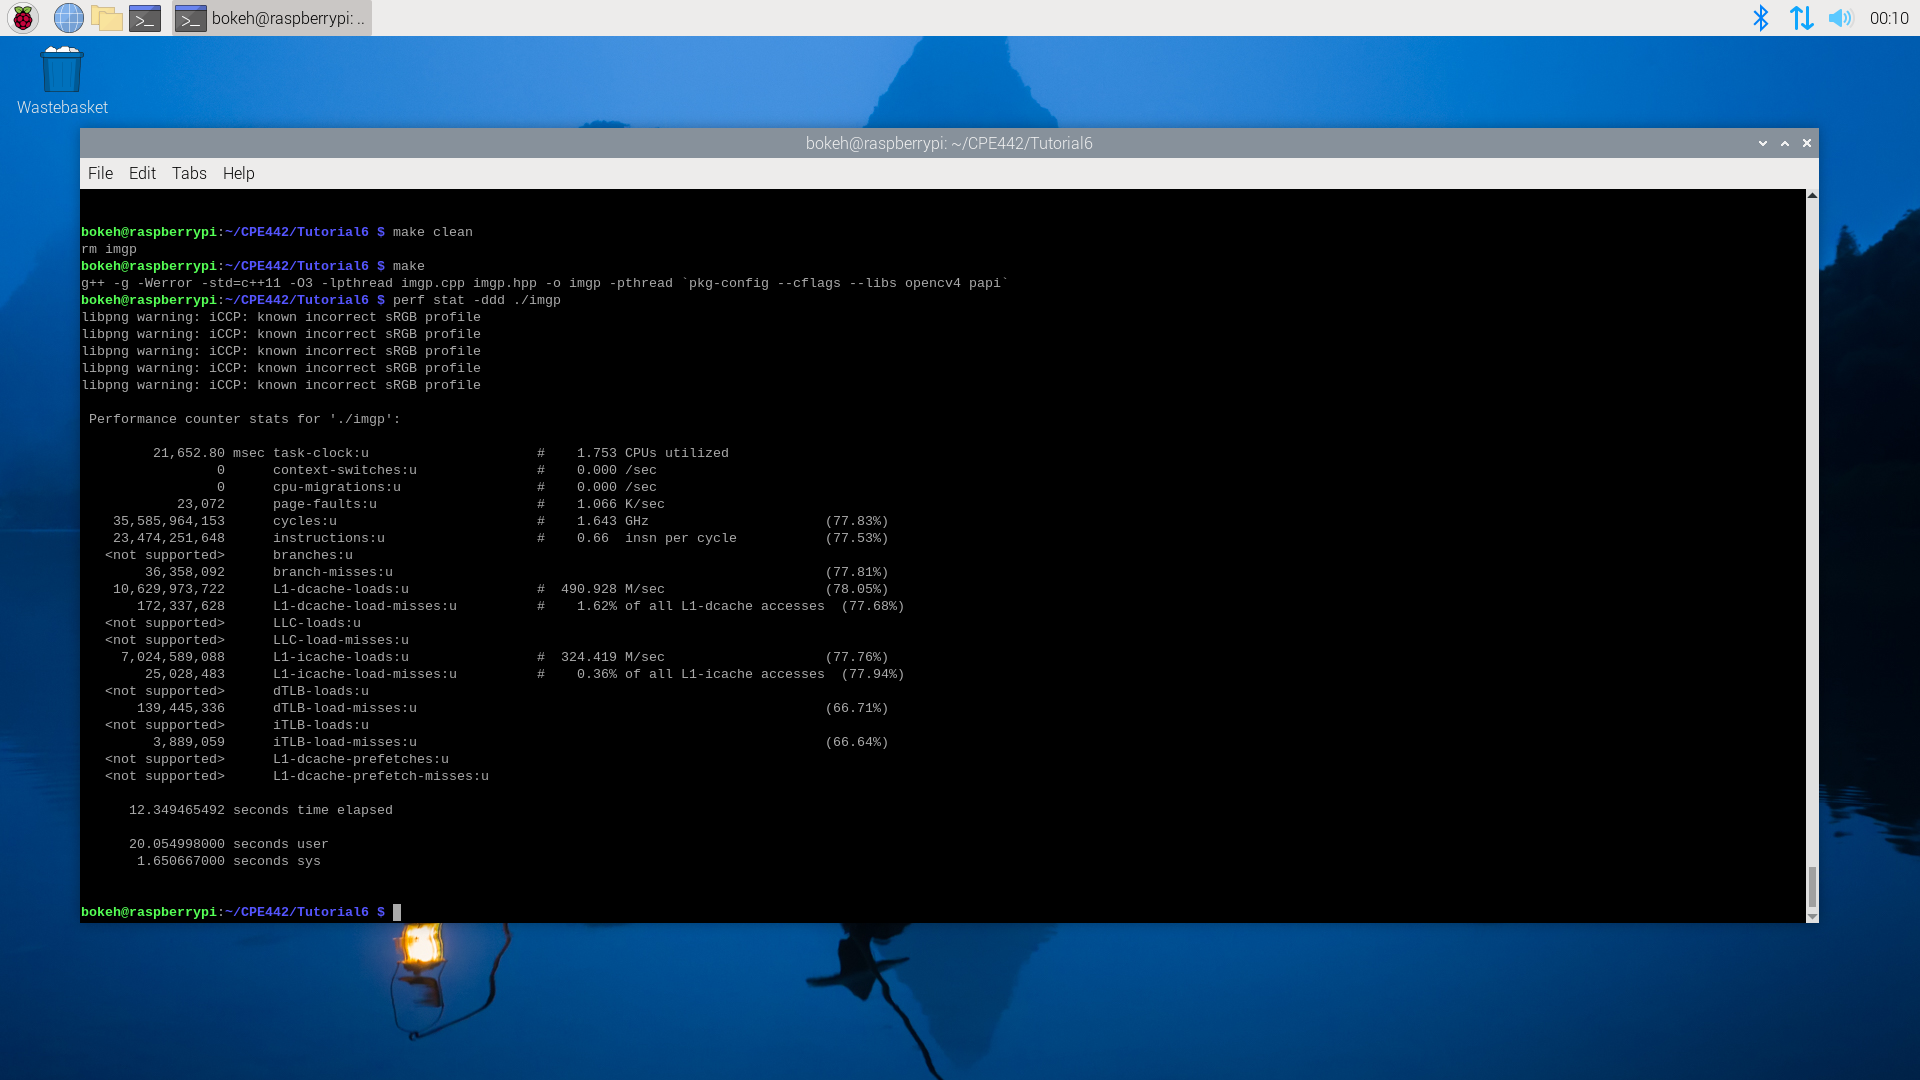 bokeh@raspberrypi: ..
00:10
Wastebasket
bokeh@raspberrypi: ~/CPE442/Tutorial6
File Edit Tabs Help
bokeh@raspberrypi:~/CPE442/Tutorial6 $ make clean
rm imgp
bokeh@raspberrypi:~/CPE442/Tutorial6 $ make
g++ -g -Werror -std=c++11 -O3 -lpthread imgp.cpp imgp.hpp -o imgp -pthread `pkg-config --cflags --libs opencv4 papi`
bokeh@raspberrypi:~/CPE442/Tutorial6 $ perf stat -ddd ./imgp
libpng warning: iCCP: known incorrect sRGB profile
libpng warning: iCCP: known incorrect sRGB profile
libpng warning: iCCP: known incorrect sRGB profile
libpng warning: iCCP: known incorrect sRGB profile
libpng warning: iCCP: known incorrect sRGB profile
Performance counter stats for './imgp':
21,652.80 msec task-clock:u # 1.753 CPUs utilized
0 context-switches:u # 0.000 /sec
0 cpu-migrations:u # 0.000 /sec
23,072 page-faults:u # 1.066 K/sec
35,585,964,153 cycles:u # 1.643 GHz (77.83%)
23,474,251,648 instructions:u # 0.66 insn per cycle (77.53%)
<not supported> branches:u
36,358,092 branch-misses:u (77.81%)
10,629,973,722 L1-dcache-loads:u # 490.928 M/sec (78.05%)
172,337,628 L1-dcache-load-misses:u # 1.62% of all L1-dcache accesses (77.68%)
<not supported> LLC-loads:u
<not supported> LLC-load-misses:u
7,024,589,088 L1-icache-loads:u # 324.419 M/sec (77.76%)
25,028,483 L1-icache-load-misses:u # 0.36% of all L1-icache accesses (77.94%)
<not supported> dTLB-loads:u
139,445,336 dTLB-load-misses:u (66.71%)
<not supported> iTLB-loads:u
3,889,059 iTLB-load-misses:u (66.64%)
<not supported> L1-dcache-prefetches:u
<not supported> L1-dcache-prefetch-misses:u
12.349465492 seconds time elapsed
20.054998000 seconds user
1.650667000 seconds sys
bokeh@raspberrypi:~/CPE442/Tutorial6 $